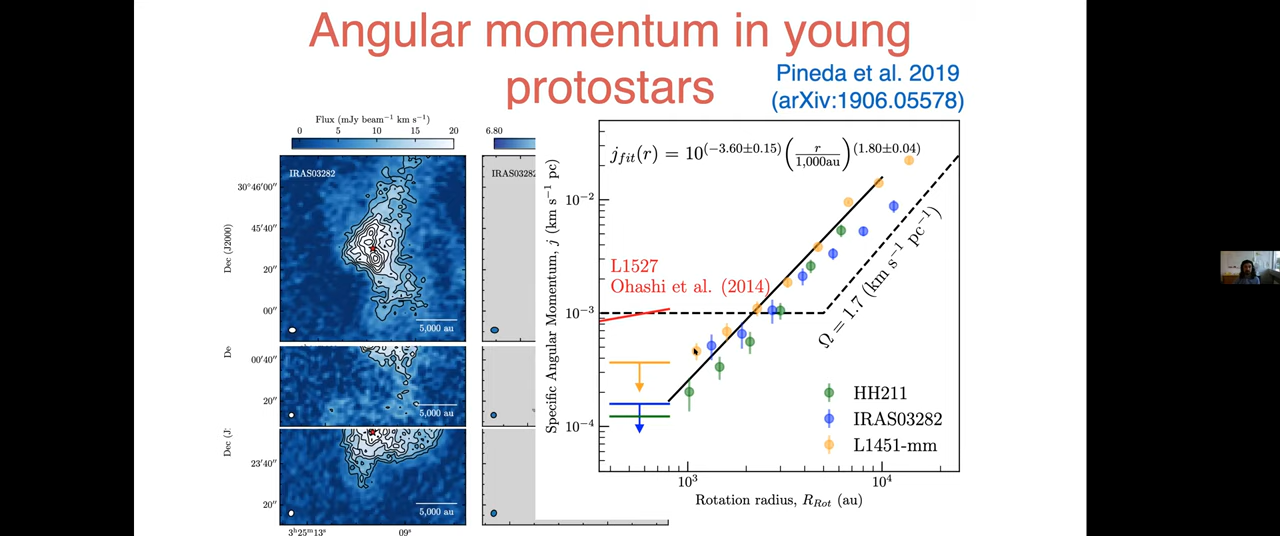 Angular momentum in young
protostars
Pineda et al. 2019
(arXiv:1906.05578)
Flux (mJy beam⁻¹ km s⁻¹)
0 5 10 15 20
6.80
IRAS03282
IRAS03282
30°46′00″
45′40″
20″
00″
Dec (J2000)
5,000 au
De
00′40″
20″
5,000 au
Dec (J
23′40″
20″
5,000 au
3ʰ25ᵐ13ˢ 09ˢ
j_fit(r) = 10^(−3.60±0.15) (r/1,000au)^(1.80±0.04)
Specific Angular Momentum, j (km s⁻¹ pc)
10⁻²
10⁻³
10⁻⁴
L1527
Ohashi et al. (2014)
Ω = 1.7 (km s⁻¹ pc⁻¹)
HH211
IRAS03282
L1451-mm
10³ 10⁴
Rotation radius, R_Rot (au)